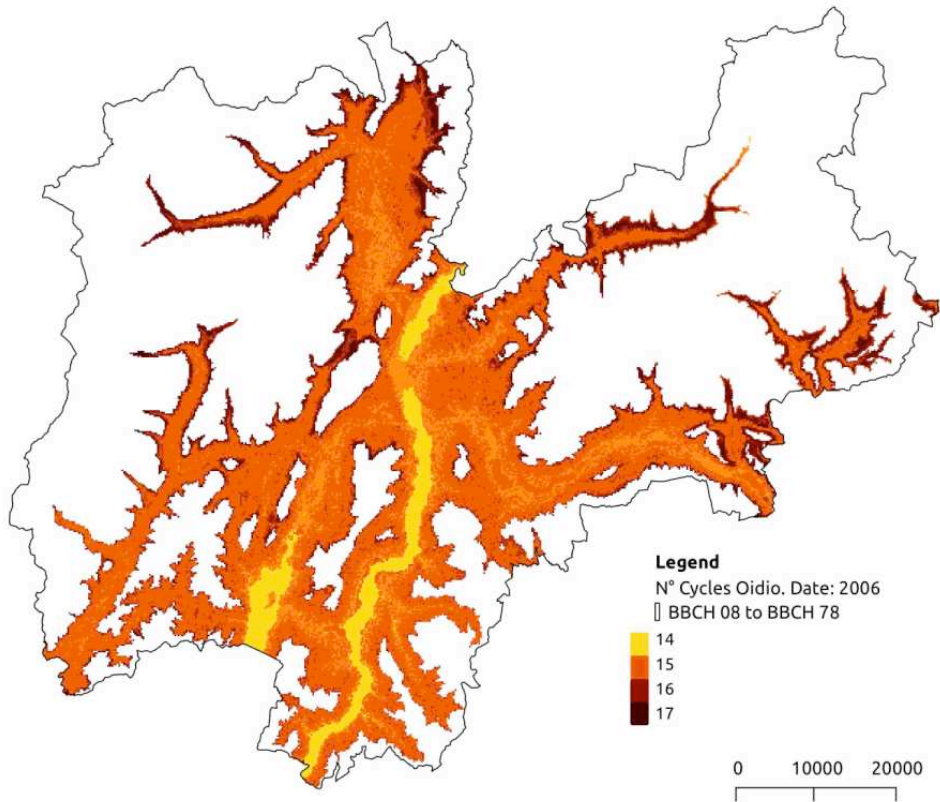 Legend
N° Cycles Oidio. Date: 2006
BBCH 08 to BBCH 78
14
15
16
17
0 10000 20000